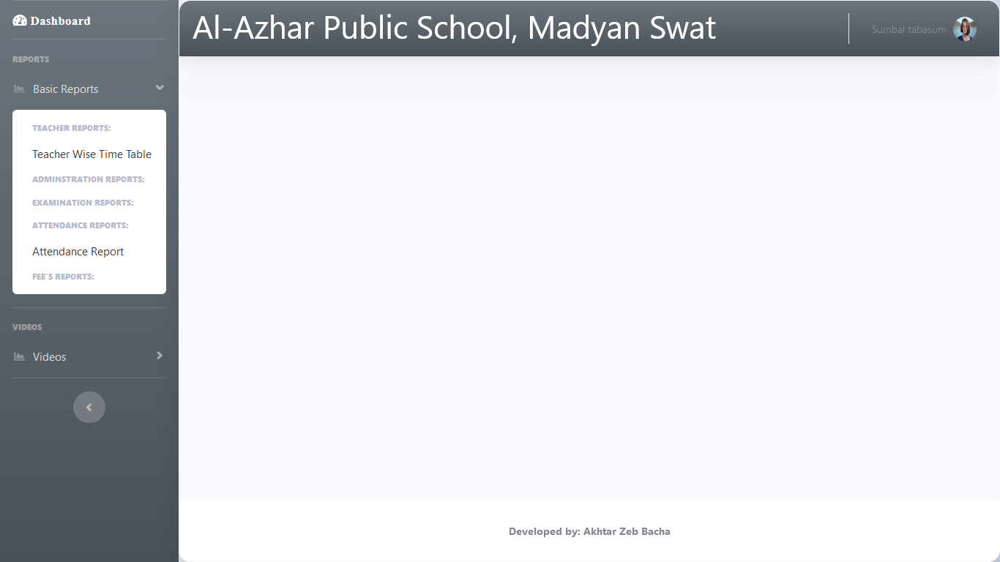 Dashboard
REPORTS
Basic Reports
TEACHER REPORTS:
Teacher Wise Time Table
ADMINSTRATION REPORTS:
EXAMINATION REPORTS:
ATTENDANCE REPORTS:
Attendance Report
FEE'S REPORTS:
VIDEOS
Videos
Al-Azhar Public School, Madyan Swat
Sumbal tabasum
Developed by: Akhtar Zeb Bacha